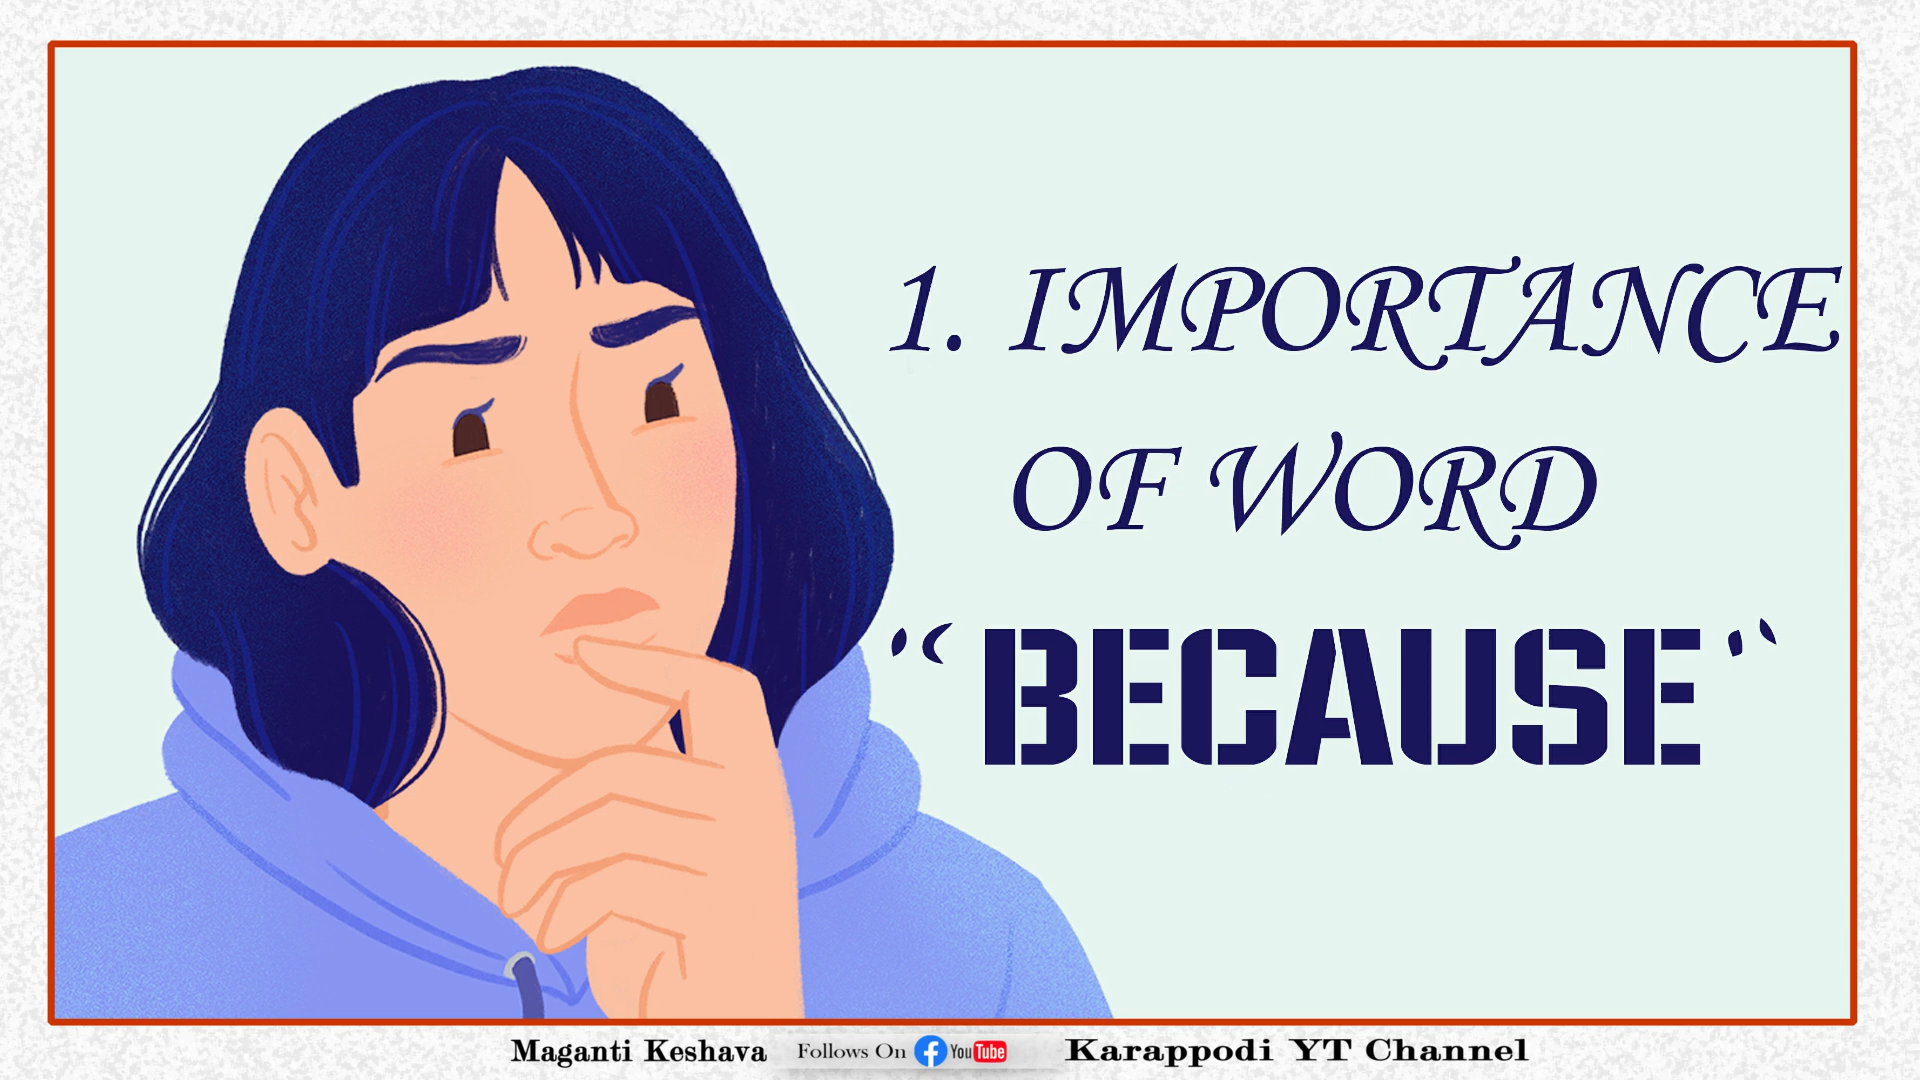 1. IMPORTANCE
OF WORD
“BECAUSE”
Maganti Keshava Follows On YouTube Karappodi YT Channel